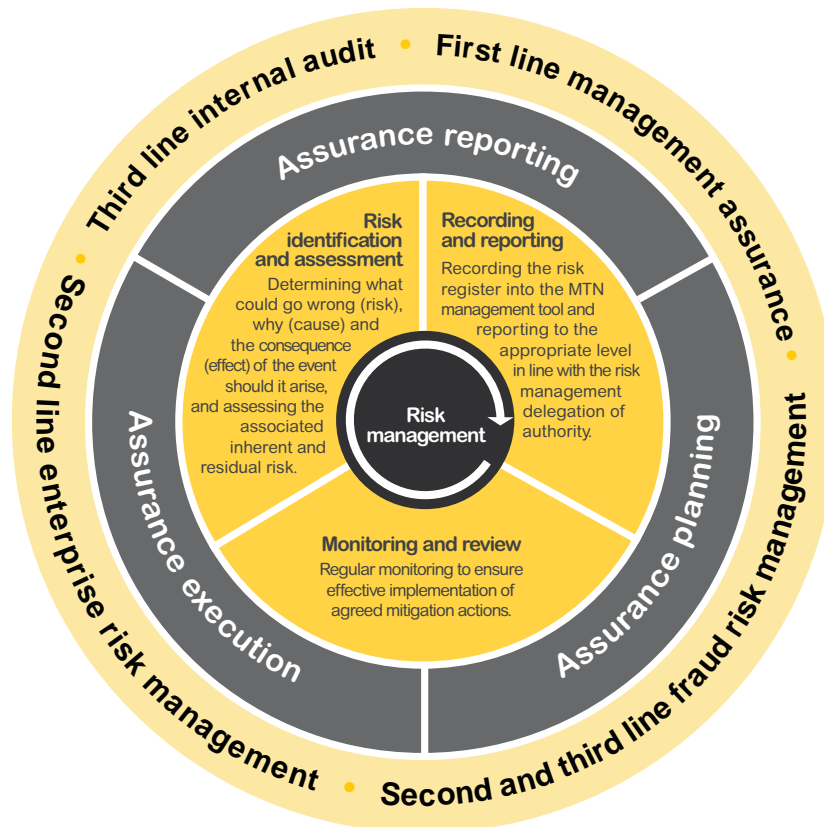 Third line internal audit • First line management assurance •
Second and third line fraud risk management •
Second line enterprise risk management •
Assurance reporting
Assurance planning
Assurance execution
Risk
identification
and assessment
Determining what
could go wrong (risk),
why (cause) and
the consequence
(effect) of the event
should it arise,
and assessing the
associated
inherent and
residual risk.
Recording
and reporting
Recording the risk
register into the MTN
management tool and
reporting to the
appropriate level
in line with the risk
management
delegation of
authority.
Risk
management
Monitoring and review
Regular monitoring to ensure
effective implementation of
agreed mitigation actions.